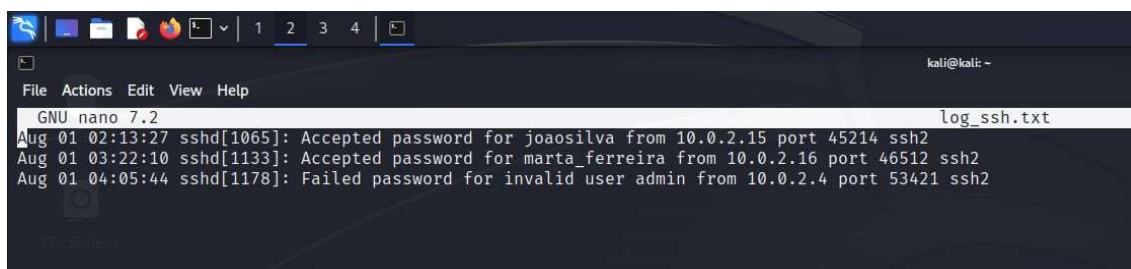 1 2 3 4
kali@kali: ~
File Actions Edit View Help
GNU nano 7.2 log_ssh.txt
Aug 01 02:13:27 sshd[1065]: Accepted password for joaosilva from 10.0.2.15 port 45214 ssh2
Aug 01 03:22:10 sshd[1133]: Accepted password for marta_ferreira from 10.0.2.16 port 46512 ssh2
Aug 01 04:05:44 sshd[1178]: Failed password for invalid user admin from 10.0.2.4 port 53421 ssh2
File System